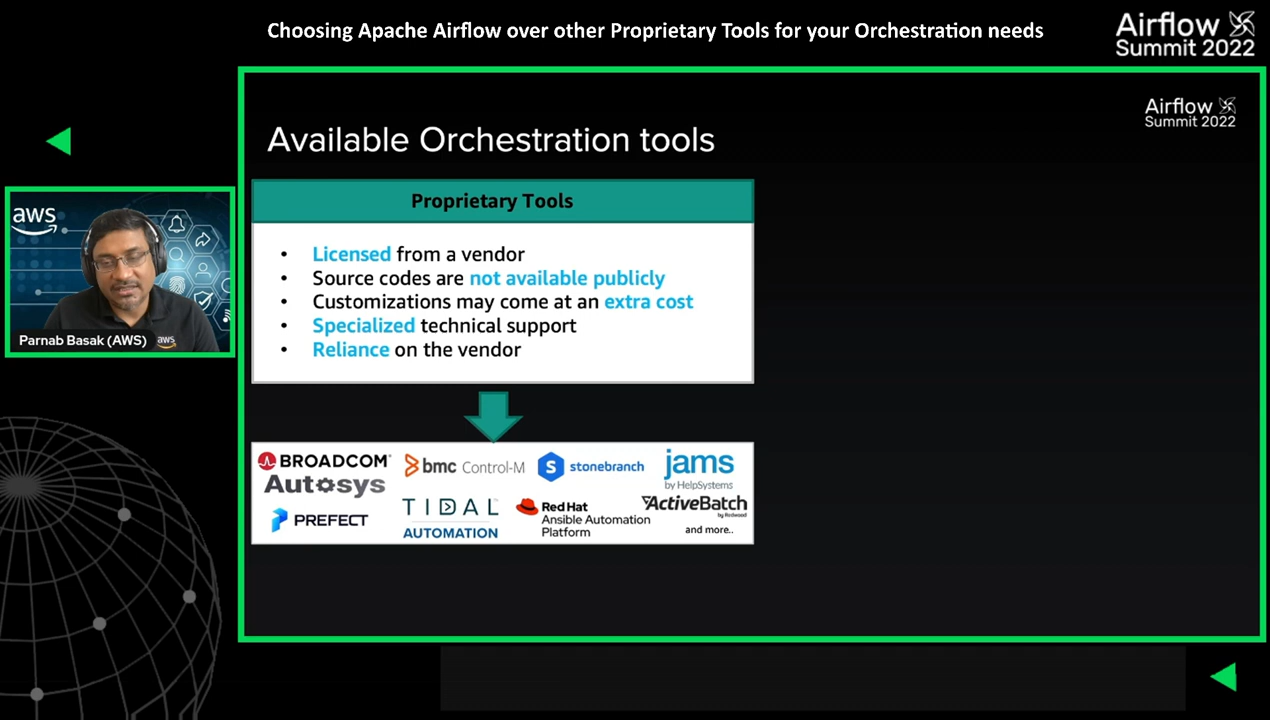 Choosing Apache Airflow over other Proprietary Tools for your Orchestration needs
Airflow
Summit 2022
Airflow
Summit 2022
Available Orchestration tools
Proprietary Tools
• Licensed from a vendor
• Source codes are not available publicly
• Customizations may come at an extra cost
• Specialized technical support
• Reliance on the vendor
aws
Parnab Basak (AWS)
aws
BROADCOM
Autosys
bmc Control-M
S stonebranch
jams
by HelpSystems
PREFECT
TIDAL
AUTOMATION
Red Hat
Ansible Automation
Platform
ActiveBatch
by Redwood
and more..